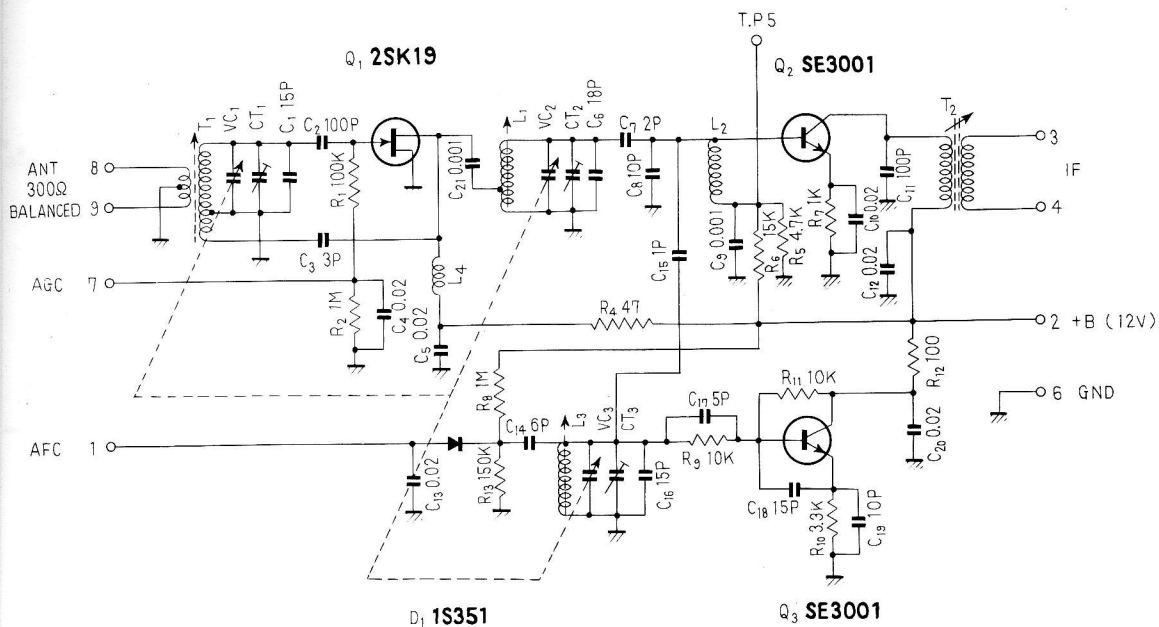 T.P 5
Q1 2SK19
Q2 SE3001
T1
VC1
CT1
C1 15P
C2 100P
L1
VC2
CT2
C6 18P
C7 2P
L2
T2
3
ANT
300Ω
BALANCED
8
9
R1 100K
C21 0.001
C8 10P
C11 100P
IF
4
C3 3P
L4
C15 1P
C9 0.001
R6 15K
R5 4.7K
R7 1K
C10 0.02
C12 0.02
AGC 7
R2 1M
C4 0.02
C5 0.02
R4 47
2 +B (12V)
R12 100
R8 1M
R11 10K
6 GND
C14 6P
L3
VC3
CT3
C17 5P
AFC 1
C13 0.02
R13 150K
C16 15P
R9 10K
C20 0.02
C18 15P
R10 3.3K
C19 10P
D1 1S351
Q3 SE3001